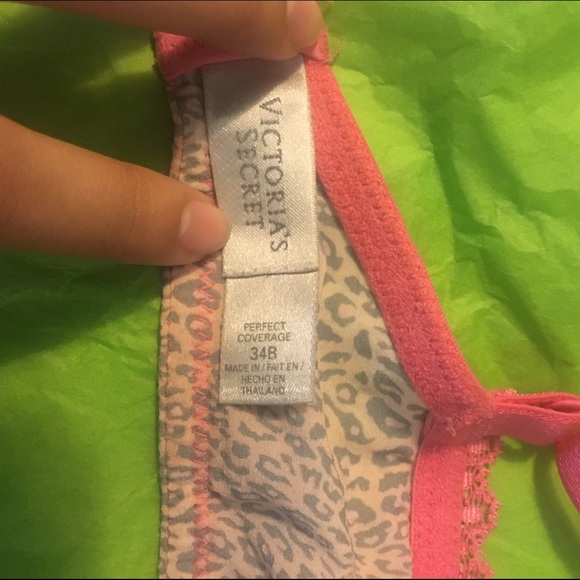 VICTORIA'S
SECRET
PERFECT
COVERAGE
34B
MADE IN / FAIT EN /
HECHO EN
THAILAND